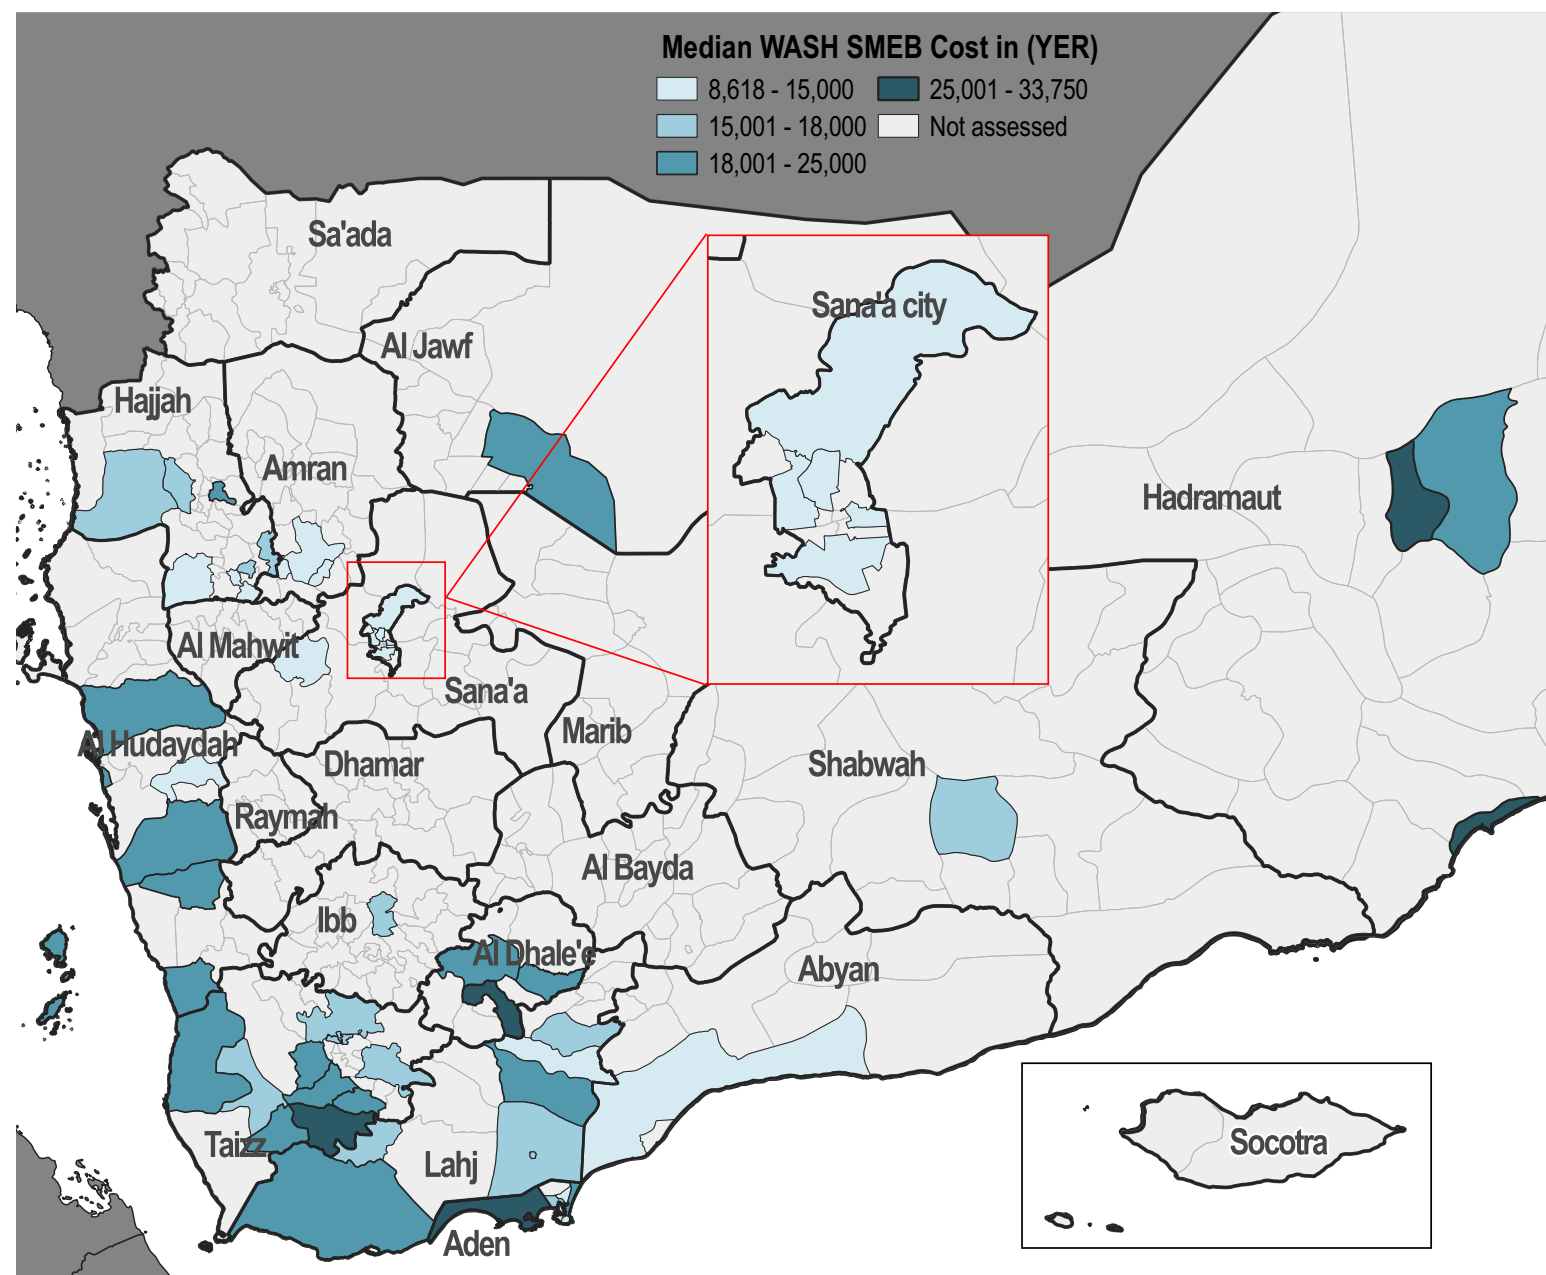 Median WASH SMEB Cost in (YER)
8,618 - 15,000
25,001 - 33,750
15,001 - 18,000
Not assessed
18,001 - 25,000
Sa'ada
Sana'a city
Al Jawf
Hajjah
Amran
Hadramaut
Al Mahwit
Sana'a
Marib
Al Hudaydah
Dhamar
Shabwah
Raymah
Al Bayda
Ibb
Al Dhale'e
Abyan
Taizz
Lahj
Socotra
Aden